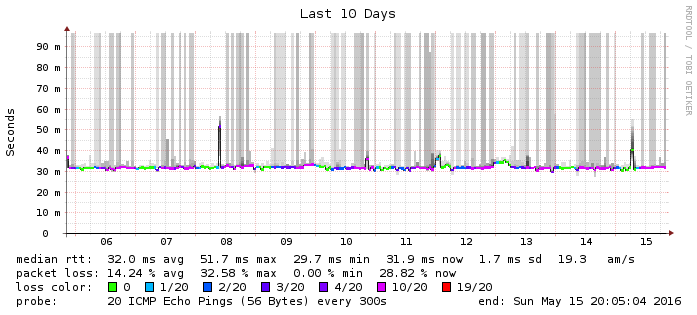 Last 10 Days
RRDTOOL / TOBI OETIKER
Seconds
90 m
80 m
70 m
60 m
50 m
40 m
30 m
20 m
10 m
0 m
06 07 08 09 10 11 12 13 14 15
median rtt: 32.0 ms avg 51.7 ms max 29.7 ms min 31.9 ms now 1.7 ms sd 19.3 am/s
packet loss: 14.24 % avg 32.58 % max 0.00 % min 28.82 % now
loss color: 0 1/20 2/20 3/20 4/20 10/20 19/20
probe: 20 ICMP Echo Pings (56 Bytes) every 300s end: Sun May 15 20:05:04 2016